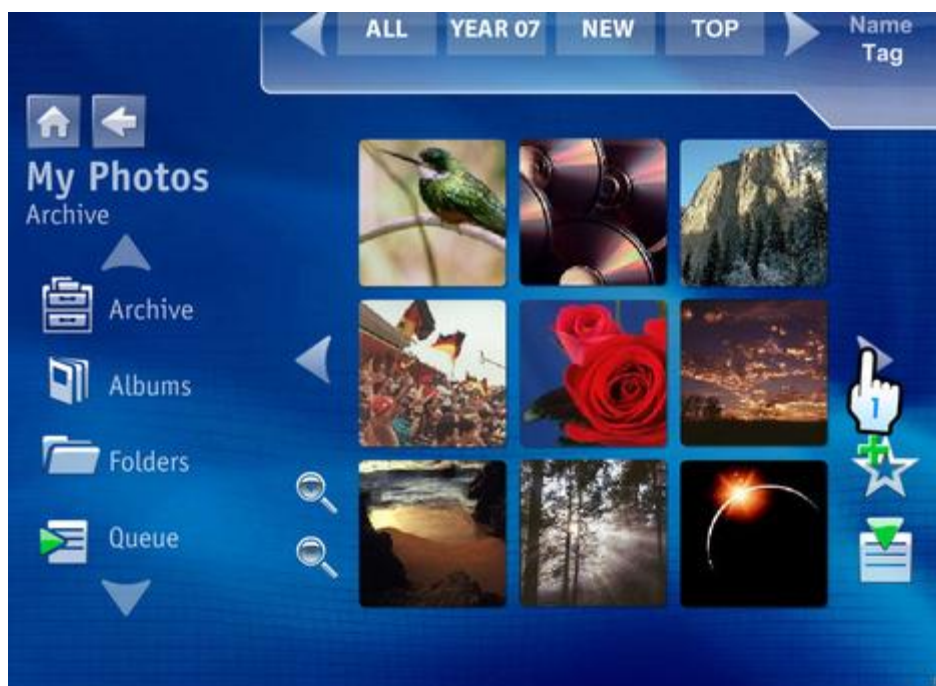 ALL YEAR 07 NEW TOP Name
Tag
My Photos
Archive
Archive
Albums
Folders
Queue
1